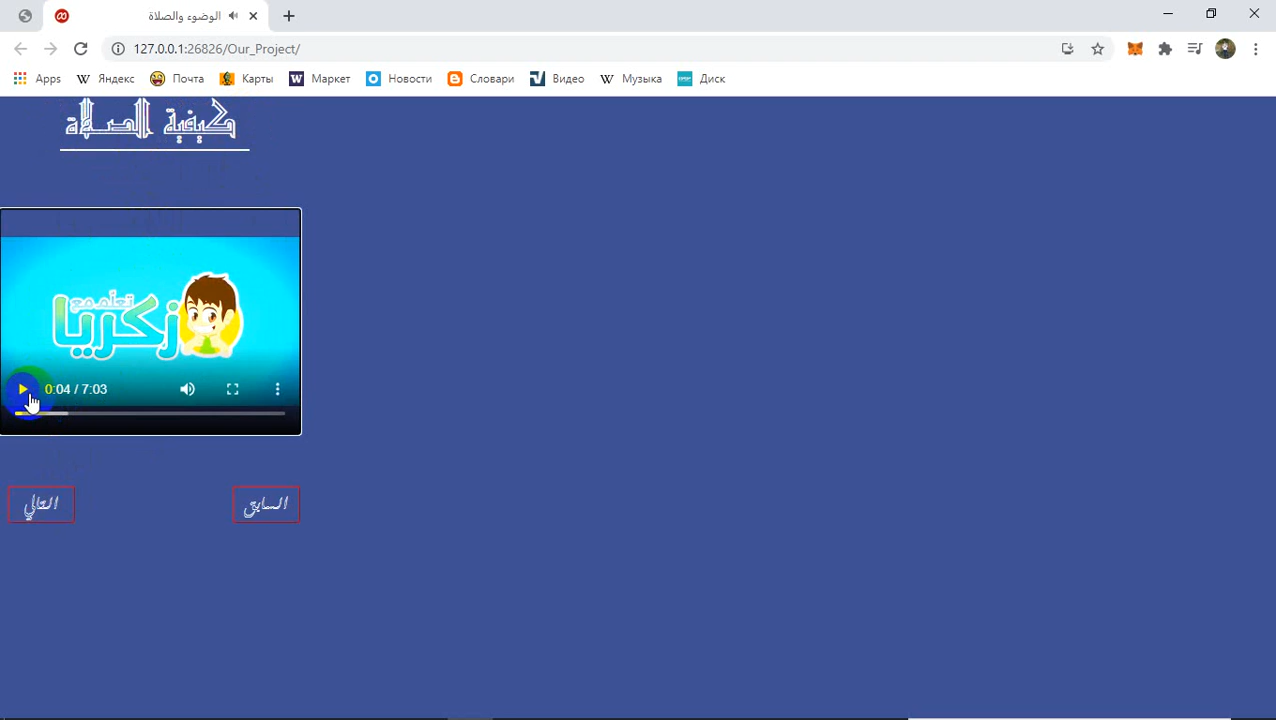 الوضوء والصلاة
127.0.0.1:26826/Our_Project/
Apps Яндекс Почта Карты Маркет Новости Словари Видео Музыка Диск
كيفية الصلاة
تعلم مع
زكريا
0:04 / 7:03
التالي السابق